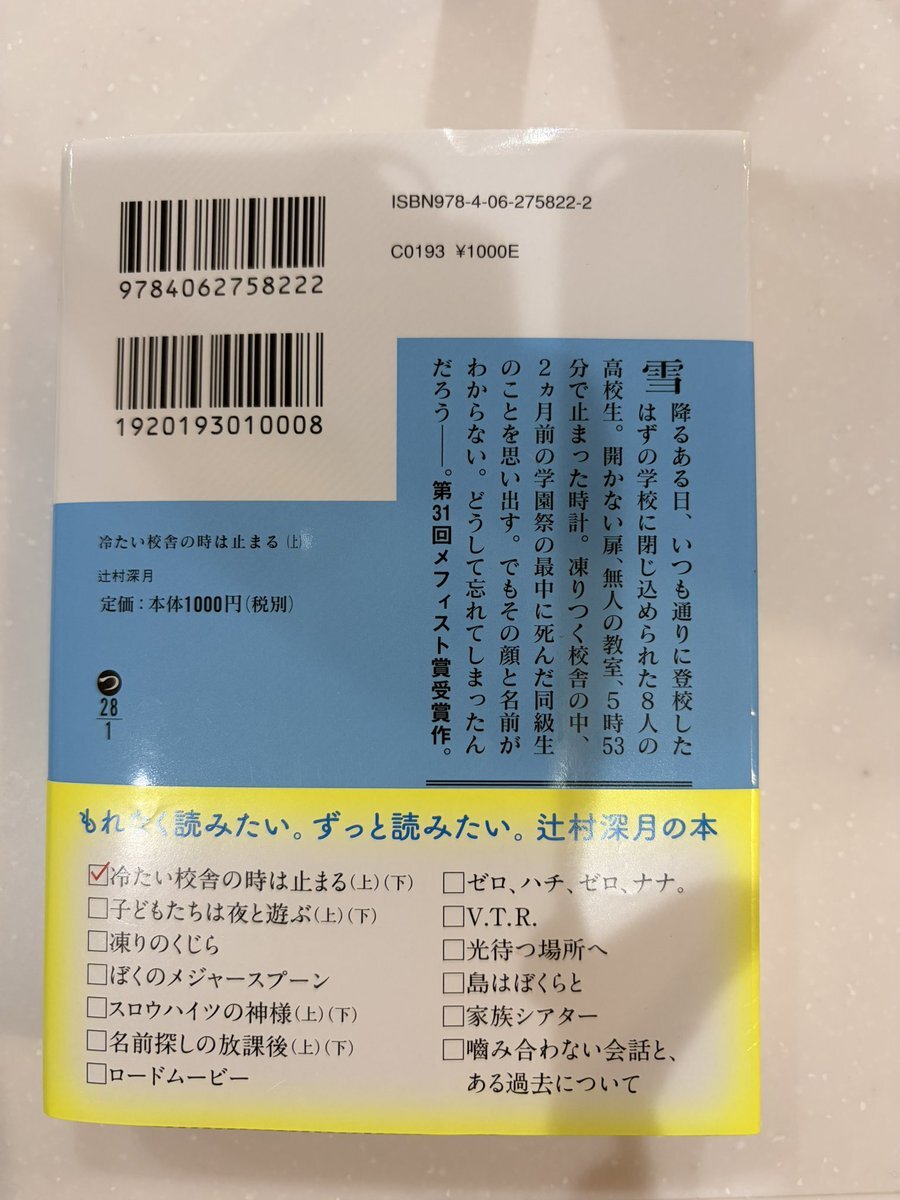 ISBN978-4-06-275822-2
C0193 ¥1000E
9784062758222
1920193010008
雪降るある日、いつも通りに登校した
はずの学校に閉じ込められた8人の
高校生。開かない扉、無人の教室、5時53
分で止まった時計。凍りつく校舎の中、
2ヵ月前の学園祭の最中に死んだ同級生
のことを思い出す。でもその顔と名前が
わからない。どうして忘れてしまったん
だろう――。第31回メフィスト賞受賞作。
冷たい校舎の時は止まる(上)
辻村深月
定価:本体1000円(税別)
つ
28
1
もれなく読みたい。ずっと読みたい。辻村深月の本
冷たい校舎の時は止まる(上)(下)
子どもたちは夜と遊ぶ(上)(下)
凍りのくじら
ぼくのメジャースプーン
スロウハイツの神様(上)(下)
名前探しの放課後(上)(下)
ロードムービー
ゼロ、ハチ、ゼロ、ナナ。
V.T.R.
光待つ場所へ
島はぼくらと
家族シアター
噛み合わない会話と、
ある過去について